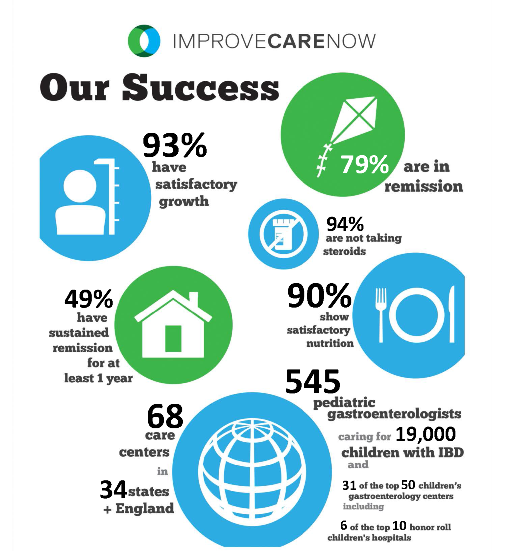 IMPROVECARENOW
Our Success
93%
have
satisfactory
growth
79% are in
remission
94%
are not taking
steroids
49%
have
sustained
remission
for at
least 1 year
90%
show
satisfactory
nutrition
545
pediatric
gastroenterologists
caring for 19,000
children with IBD
and
31 of the top 50 children's
gastroenterology centers
including
6 of the top 10 honor roll
children's hospitals
68
care
centers
in
34 states
+ England